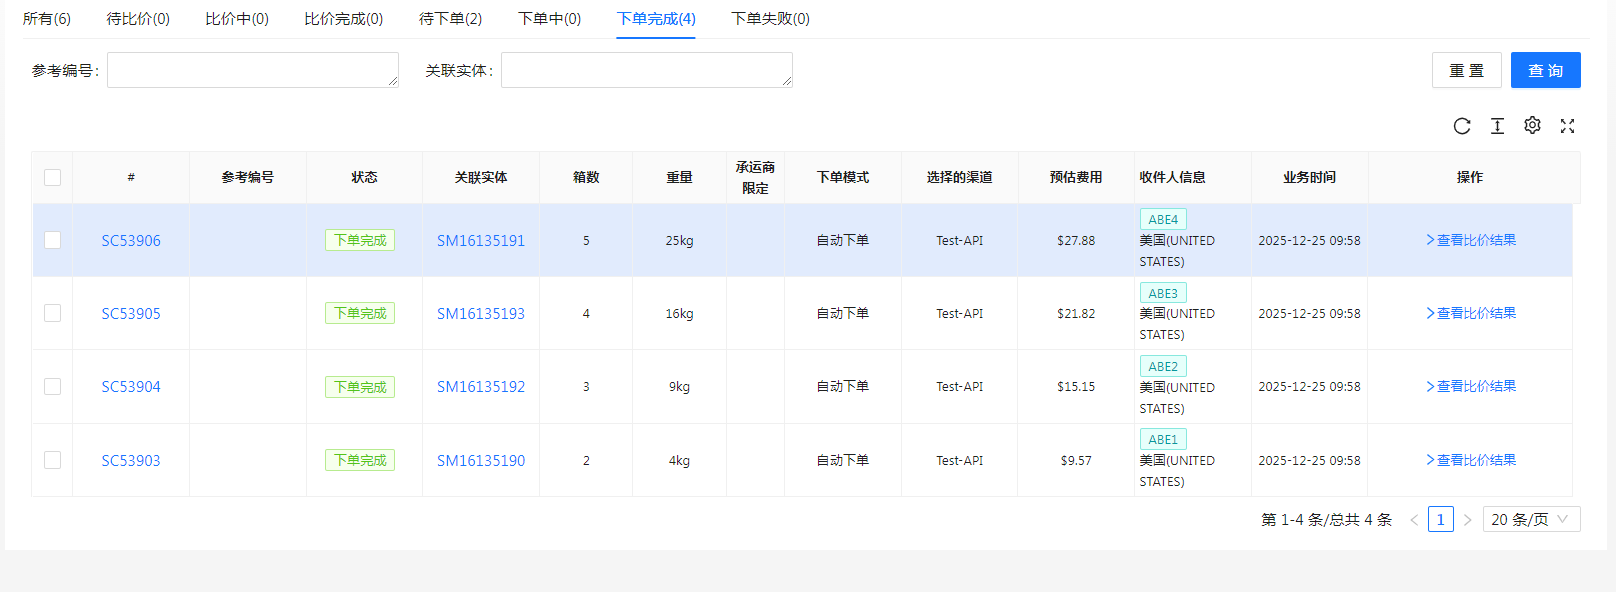 所有(6) 待比价(0) 比价中(0) 比价完成(0) 待下单(2) 下单中(0) 下单完成(4) 下单失败(0)
参考编号: 关联实体: 重 置 查 询
# 参考编号 状态 关联实体 箱数 重量 承运商限定 下单模式 选择的渠道 预估费用 收件人信息 业务时间 操作
SC53906 下单完成 SM16135191 5 25kg 自动下单 Test-API $27.88 ABE4 美国(UNITED STATES) 2025-12-25 09:58 查看比价结果
SC53905 下单完成 SM16135193 4 16kg 自动下单 Test-API $21.82 ABE3 美国(UNITED STATES) 2025-12-25 09:58 查看比价结果
SC53904 下单完成 SM16135192 3 9kg 自动下单 Test-API $15.15 ABE2 美国(UNITED STATES) 2025-12-25 09:58 查看比价结果
SC53903 下单完成 SM16135190 2 4kg 自动下单 Test-API $9.57 ABE1 美国(UNITED STATES) 2025-12-25 09:58 查看比价结果
第 1-4 条/总共 4 条 < 1 > 20 条/页